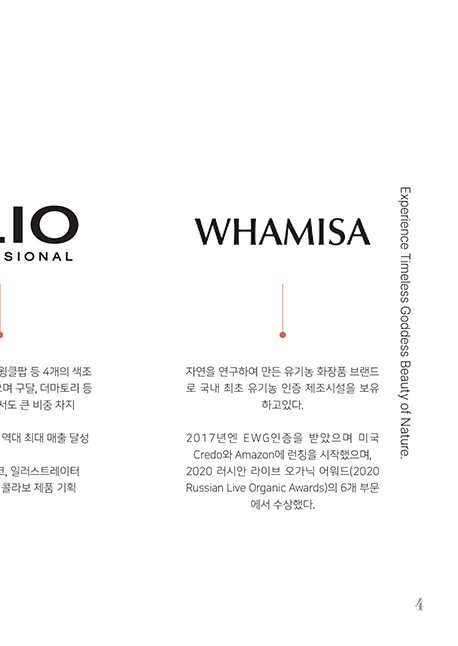 LIO
SSIONAL
윙클팝 등 4개의 색조
으며 구달, 더마토리 등
서도 큰 비중 차지
역대 최대 매출 달성
일러스트레이터
콜라보 제품 기획
WHAMISA
자연을 연구하여 만든 유기농 화장품 브랜드
로 국내 최초 유기농 인증 제조시설을 보유
하고있다.
2017년엔 EWG인증을 받았으며 미국
Credo와 Amazon에 런칭을 시작했으며,
2020 러시안 라이브 오가닉 어워드(2020
Russian Live Organic Awards)의 6개 부문
에서 수상했다.
Experience Timeless Goddess Beauty of Nature.
4